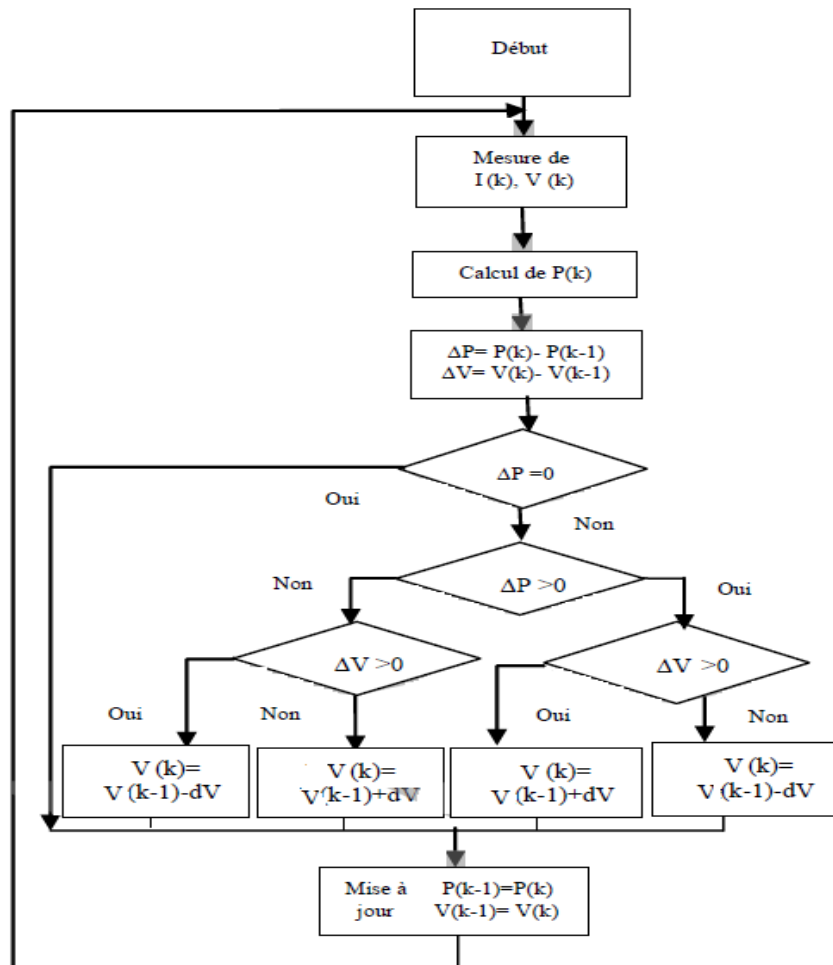 Début
Mesure de
I (k), V (k)
Calcul de P(k)
ΔP= P(k)- P(k-1)
ΔV= V(k)- V(k-1)
ΔP =0
Oui
Non
Non
ΔP >0
Oui
ΔV >0
ΔV >0
Oui
Non
Oui
Non
V (k)=
V (k-1)-dV
V (k)=
V (k-1)+dV
V (k)=
V (k-1)+dV
V (k)=
V (k-1)-dV
Mise à P(k-1)=P(k)
jour V(k-1)= V(k)